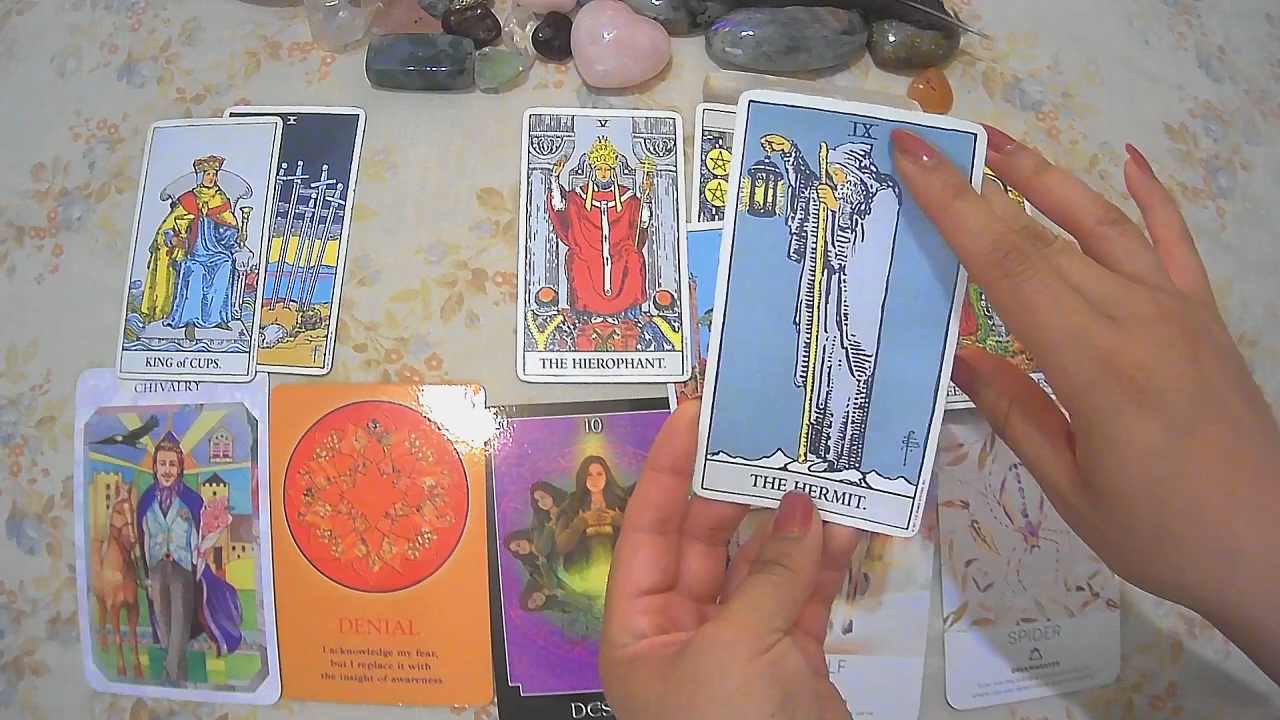 X
V
IX
KING of CUPS.
THE HIEROPHANT.
THE HERMIT.
CHIVALRY
10
DENIAL
I acknowledge my fear,
but I replace it with
the insight of awareness
SPIDER
DREAMKEEPER